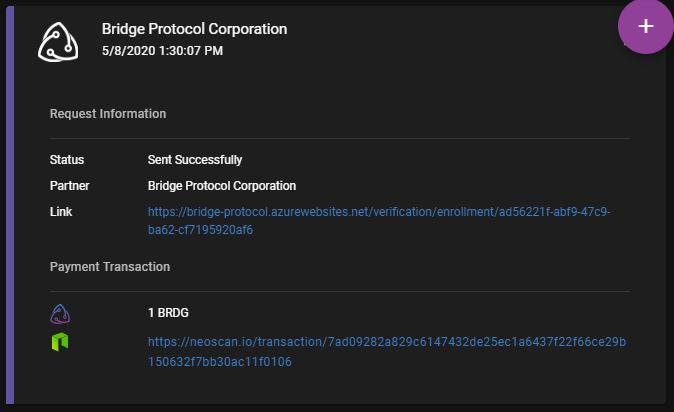 Bridge Protocol Corporation
5/8/2020 1:30:07 PM
Request Information
Status Sent Successfully
Partner Bridge Protocol Corporation
Link https://bridge-protocol.azurewebsites.net/verification/enrollment/ad56221f-abf9-47c9-
ba62-cf7195920af6
Payment Transaction
1 BRDG
https://neoscan.io/transaction/7ad09282a829c6147432de25ec1a6437f22f66ce29b
150632f7bb30ac11f0106